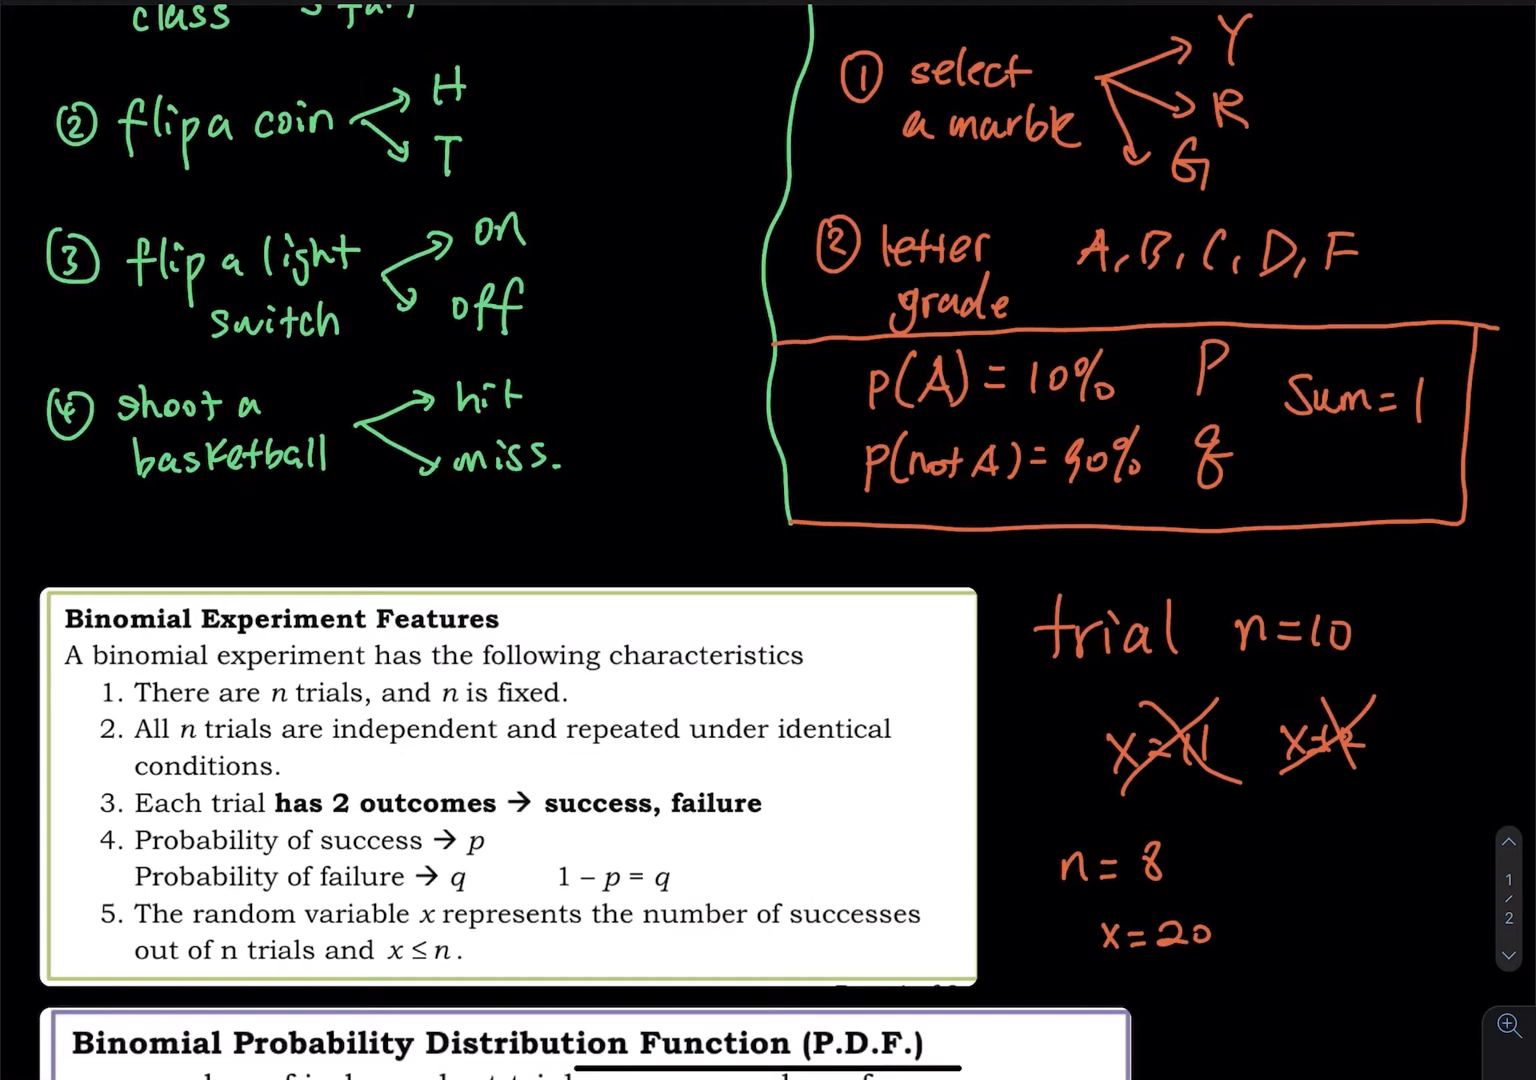 class
② flip a coin H
T
③ flip a light
switch on
off
④ shoot a
basketball hit
miss.
① select
a marble Y
R
G
② letter
grade A, B, C, D, F
P(A) = 10% P
P(not A) = 90% q
Sum = 1
Binomial Experiment Features
A binomial experiment has the following characteristics
1. There are n trials, and n is fixed.
2. All n trials are independent and repeated under identical
conditions.
3. Each trial has 2 outcomes → success, failure
4. Probability of success → p
Probability of failure → q 1 − p = q
5. The random variable x represents the number of successes
out of n trials and x ≤ n.
trial n=10
x=11 x=12
n= 8
x=20
1
/
2
Binomial Probability Distribution Function (P.D.F.)